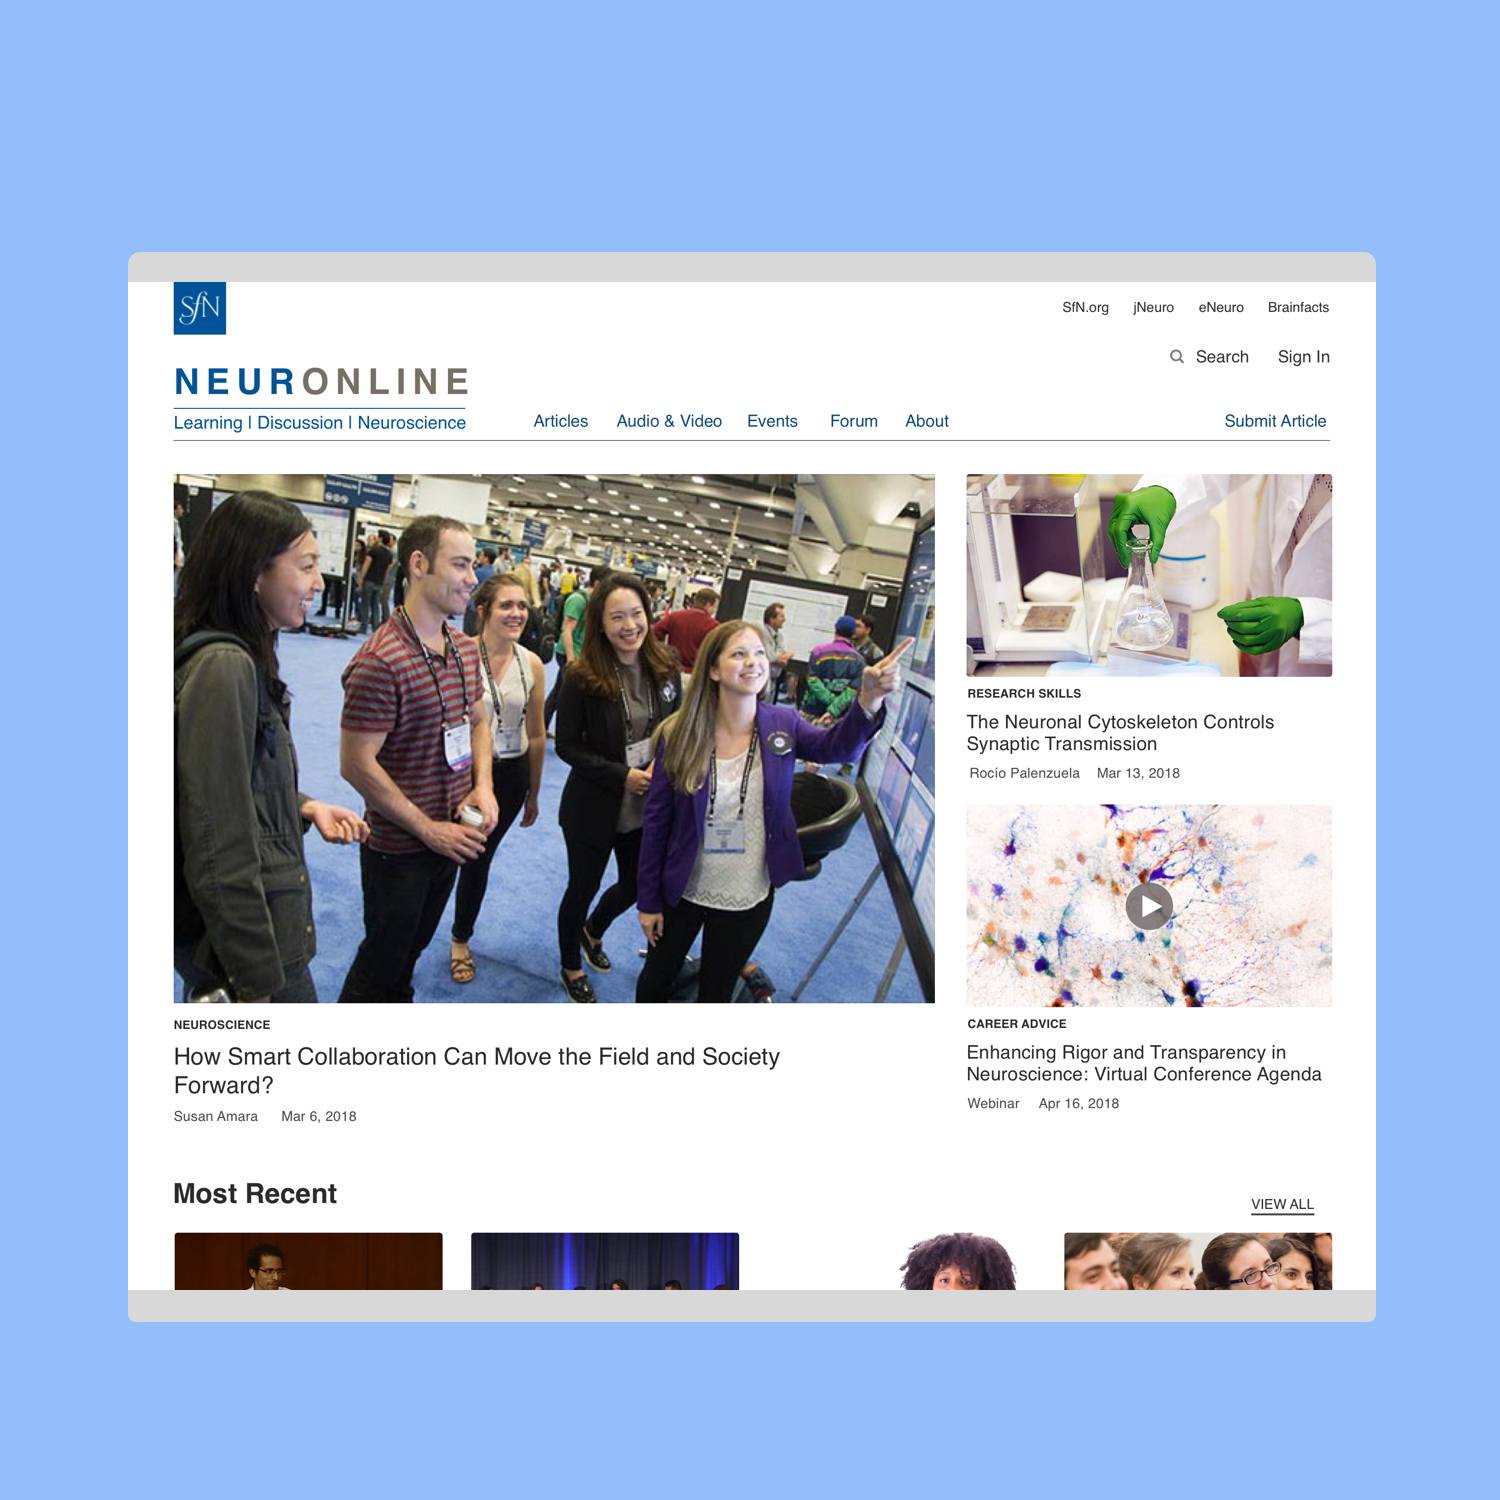 SfN
SfN.org jNeuro eNeuro Brainfacts
Search Sign In
NEURONLINE
Learning | Discussion | Neuroscience
Articles Audio & Video Events Forum About Submit Article
NEUROSCIENCE
How Smart Collaboration Can Move the Field and Society
Forward?
Susan Amara Mar 6, 2018
RESEARCH SKILLS
The Neuronal Cytoskeleton Controls
Synaptic Transmission
Rocío Palenzuela Mar 13, 2018
CAREER ADVICE
Enhancing Rigor and Transparency in
Neuroscience: Virtual Conference Agenda
Webinar Apr 16, 2018
Most Recent
VIEW ALL